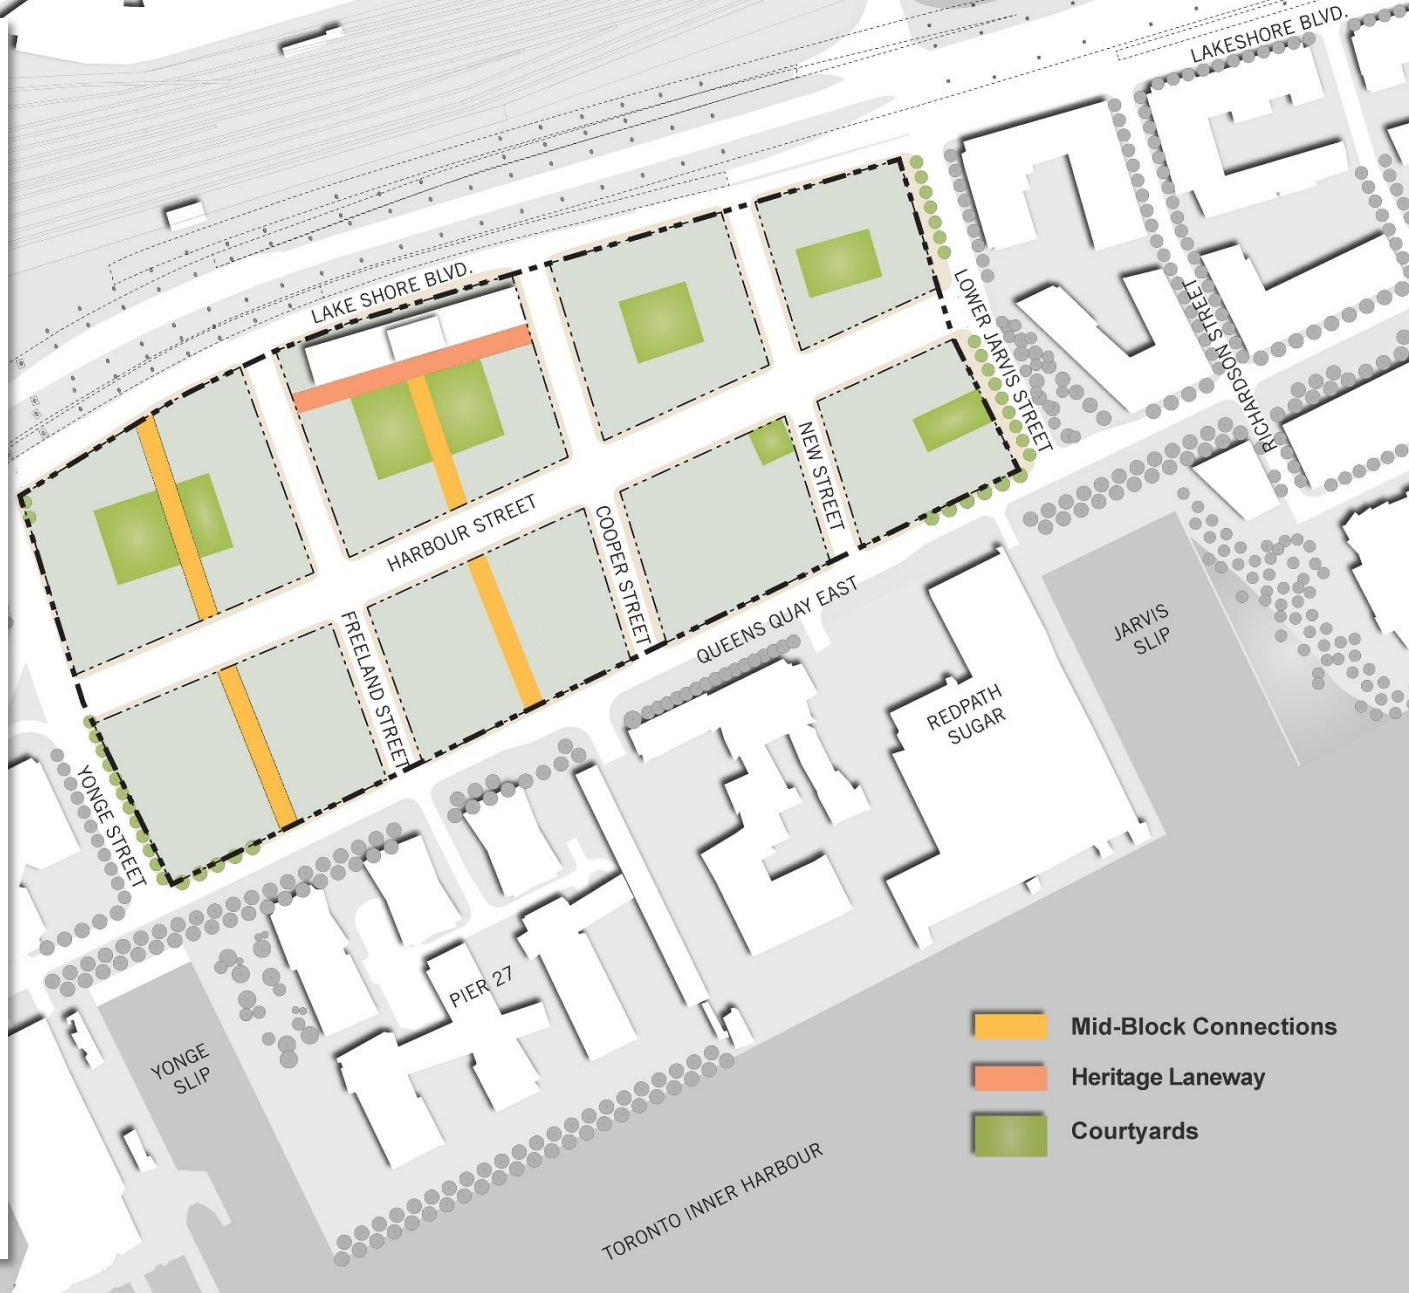 LAKESHORE BLVD.
LAKE SHORE BLVD.
LOWER JARVIS STREET
RICHARDSON STREET
HARBOUR STREET
NEW STREET
COOPER STREET
FREELAND STREET
QUEENS QUAY EAST
YONGE STREET
JARVIS
SLIP
REDPATH
SUGAR
PIER 27
YONGE
SLIP
TORONTO INNER HARBOUR
Mid-Block Connections
Heritage Laneway
Courtyards